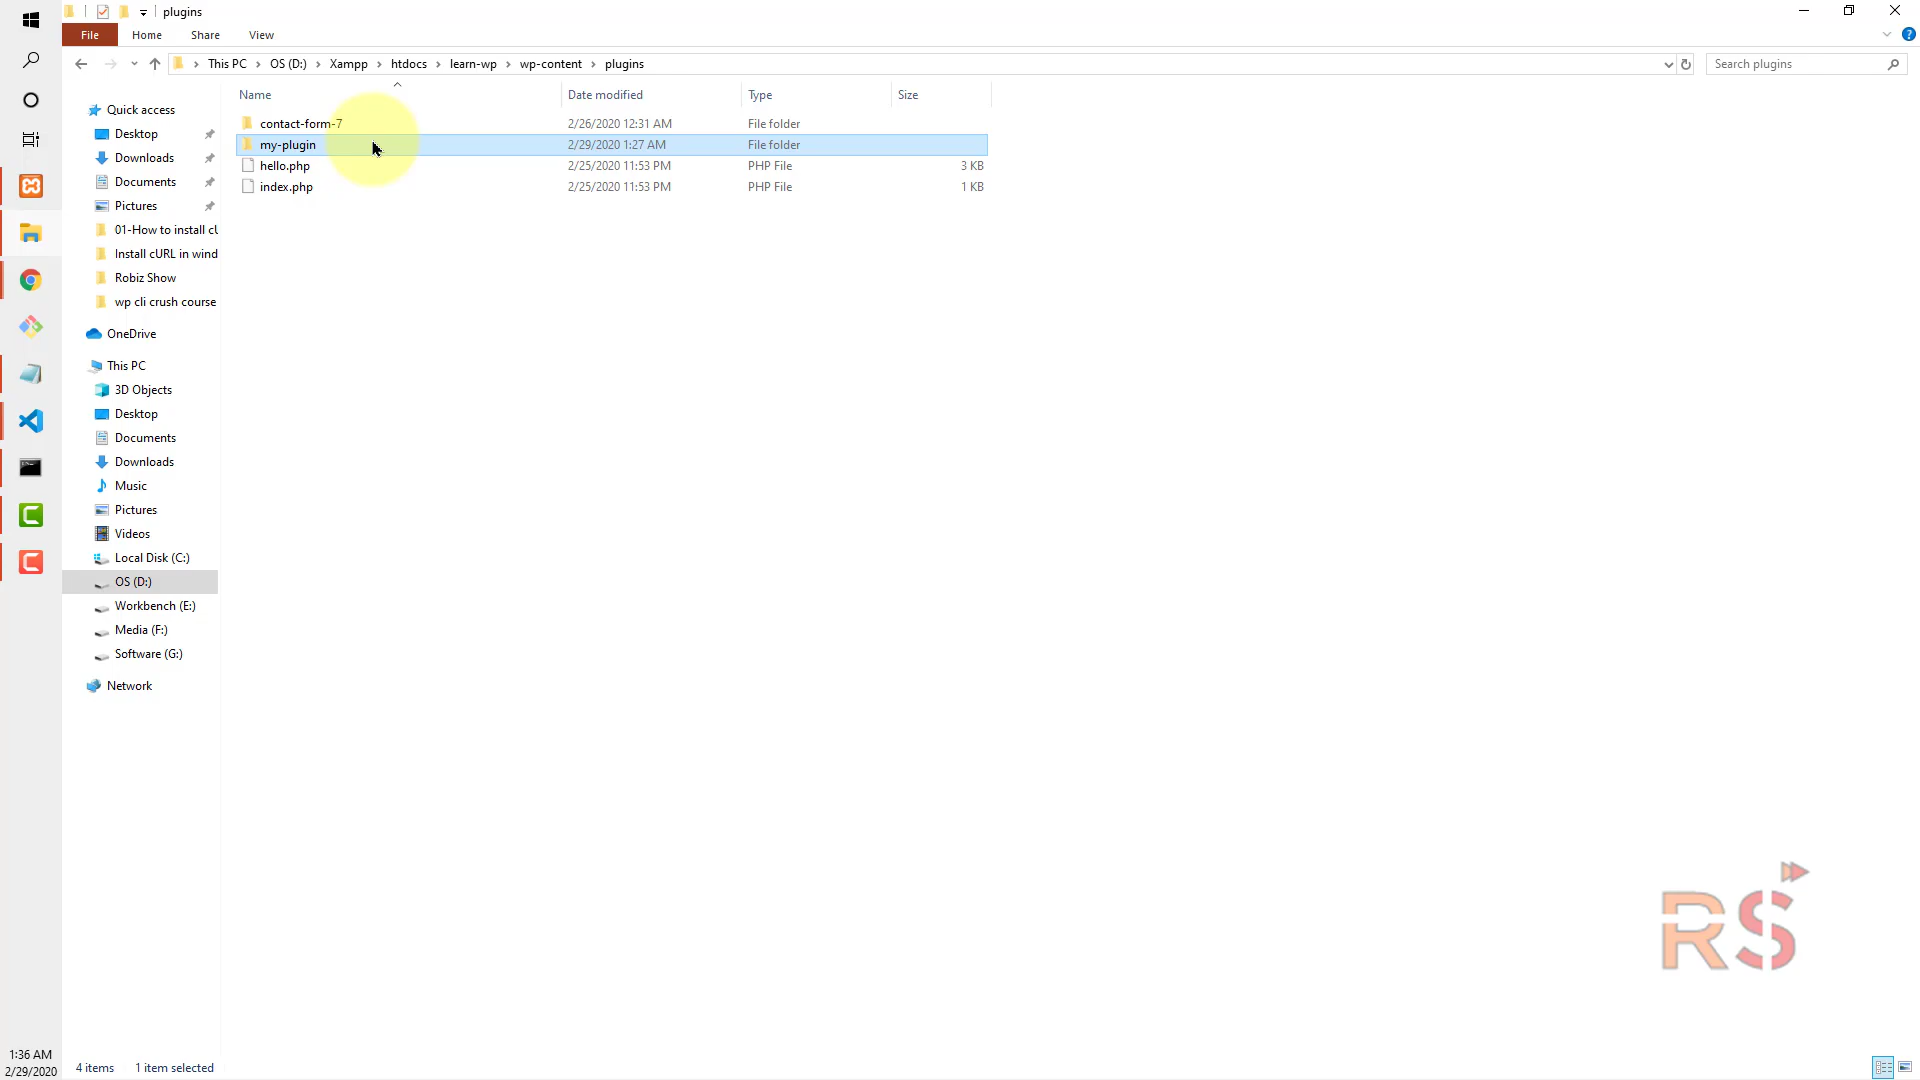 plugins
File Home Share View
This PC OS (D:) Xampp htdocs learn-wp wp-content plugins
Search plugins
Name Date modified Type Size
contact-form-7 2/26/2020 12:31 AM File folder
my-plugin 2/29/2020 1:27 AM File folder
hello.php 2/25/2020 11:53 PM PHP File 3 KB
index.php 2/25/2020 11:53 PM PHP File 1 KB
Quick access
Desktop
Downloads
Documents
Pictures
01-How to install cU
Install cURL in wind
Robiz Show
wp cli crush course
OneDrive
This PC
3D Objects
Desktop
Documents
Downloads
Music
Pictures
Videos
Local Disk (C:)
OS (D:)
Workbench (E:)
Media (F:)
Software (G:)
Network
RS
1:36 AM
2/29/2020
4 items 1 item selected